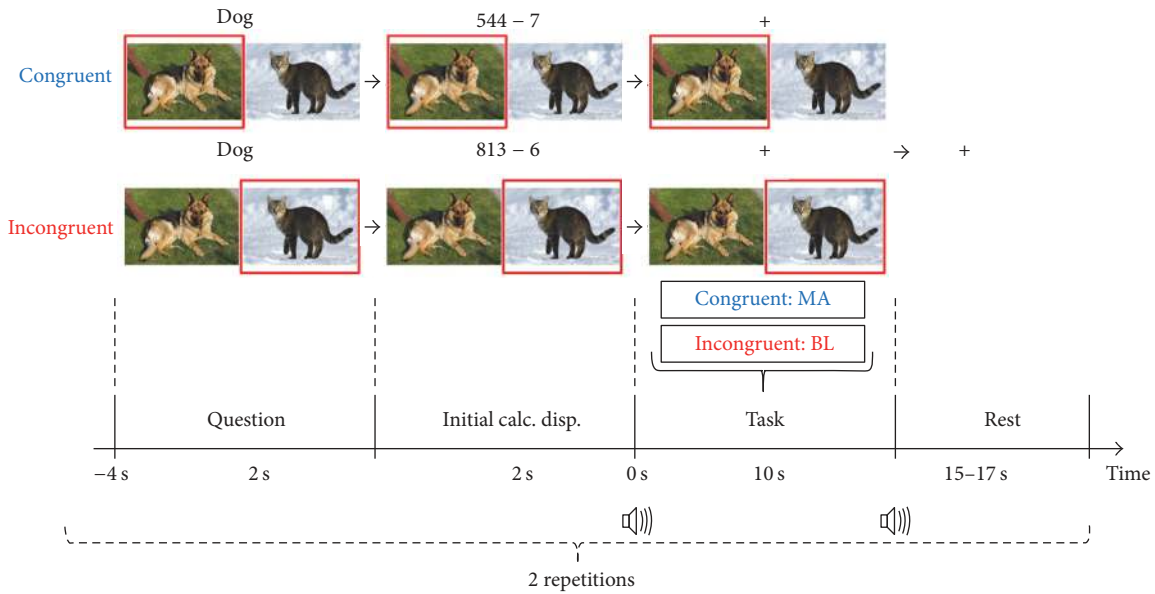 Dog 544 − 7 +
Congruent → →
Dog 813 − 6 + → +
Incongruent → →
Congruent: MA
Incongruent: BL
Question Initial calc. disp. Task Rest
−4 s 2 s 2 s 0 s 10 s 15–17 s Time
2 repetitions